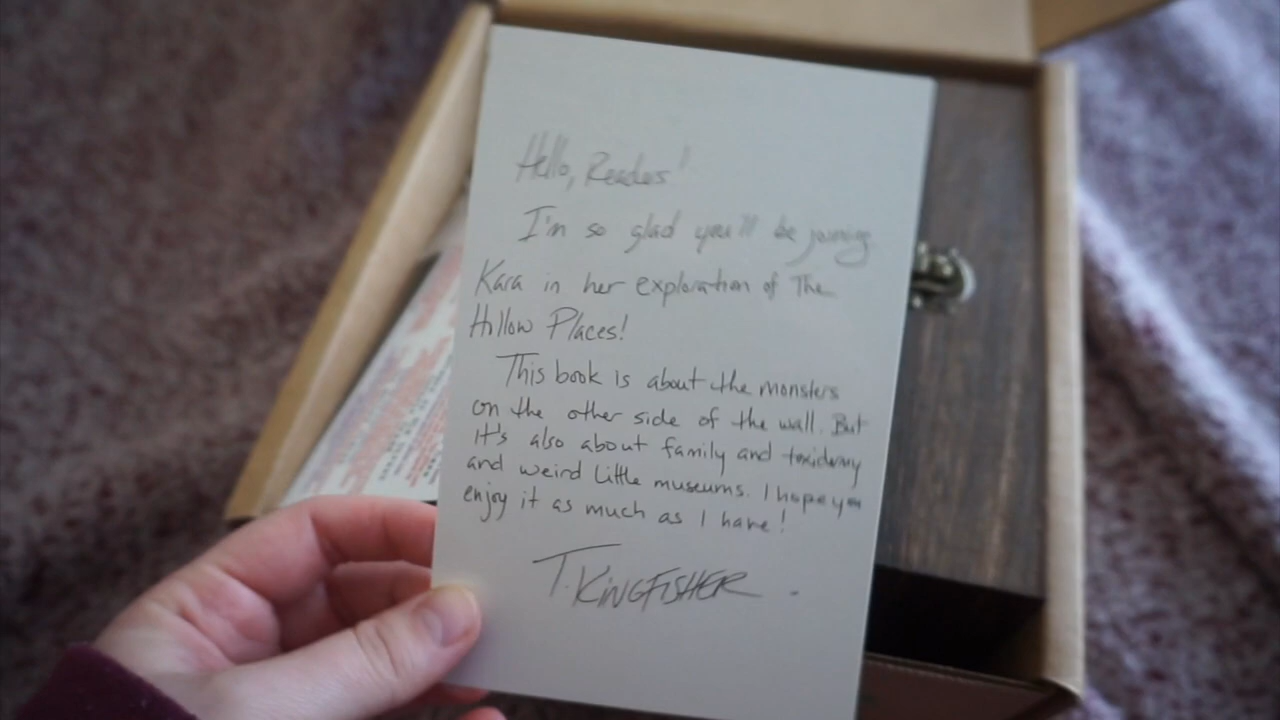 Hello, Readers!
I'm so glad you'll be joining
Kara in her exploration of The
Hollow Places!
This book is about the monsters
on the other side of the wall. But
it's also about family and taxidermy
and weird little museums. I hope you
enjoy it as much as I have!
T. KINGFISHER